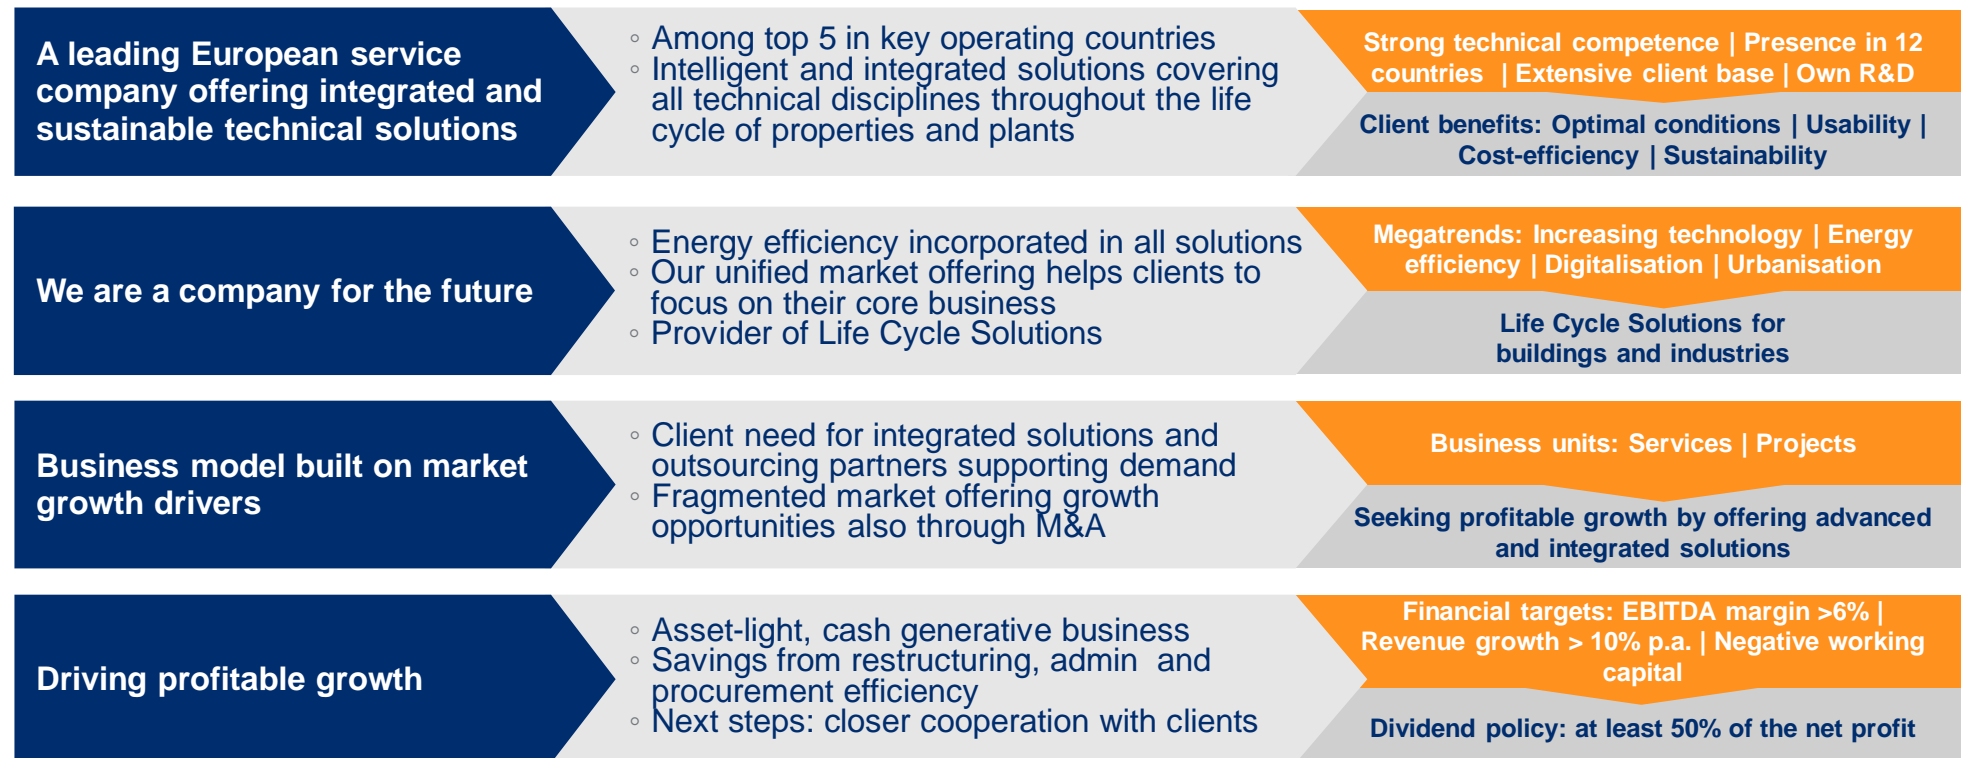 A leading European service
company offering integrated and
sustainable technical solutions
◦ Among top 5 in key operating countries
◦ Intelligent and integrated solutions covering
all technical disciplines throughout the life
cycle of properties and plants
Strong technical competence | Presence in 12
countries | Extensive client base | Own R&D
Client benefits: Optimal conditions | Usability |
Cost-efficiency | Sustainability
We are a company for the future
◦ Energy efficiency incorporated in all solutions
◦ Our unified market offering helps clients to
focus on their core business
◦ Provider of Life Cycle Solutions
Megatrends: Increasing technology | Energy
efficiency | Digitalisation | Urbanisation
Life Cycle Solutions for
buildings and industries
Business model built on market
growth drivers
◦ Client need for integrated solutions and
outsourcing partners supporting demand
◦ Fragmented market offering growth
opportunities also through M&A
Business units: Services | Projects
Seeking profitable growth by offering advanced
and integrated solutions
Driving profitable growth
◦ Asset-light, cash generative business
◦ Savings from restructuring, admin and
procurement efficiency
◦ Next steps: closer cooperation with clients
Financial targets: EBITDA margin >6% |
Revenue growth > 10% p.a. | Negative working
capital
Dividend policy: at least 50% of the net profit